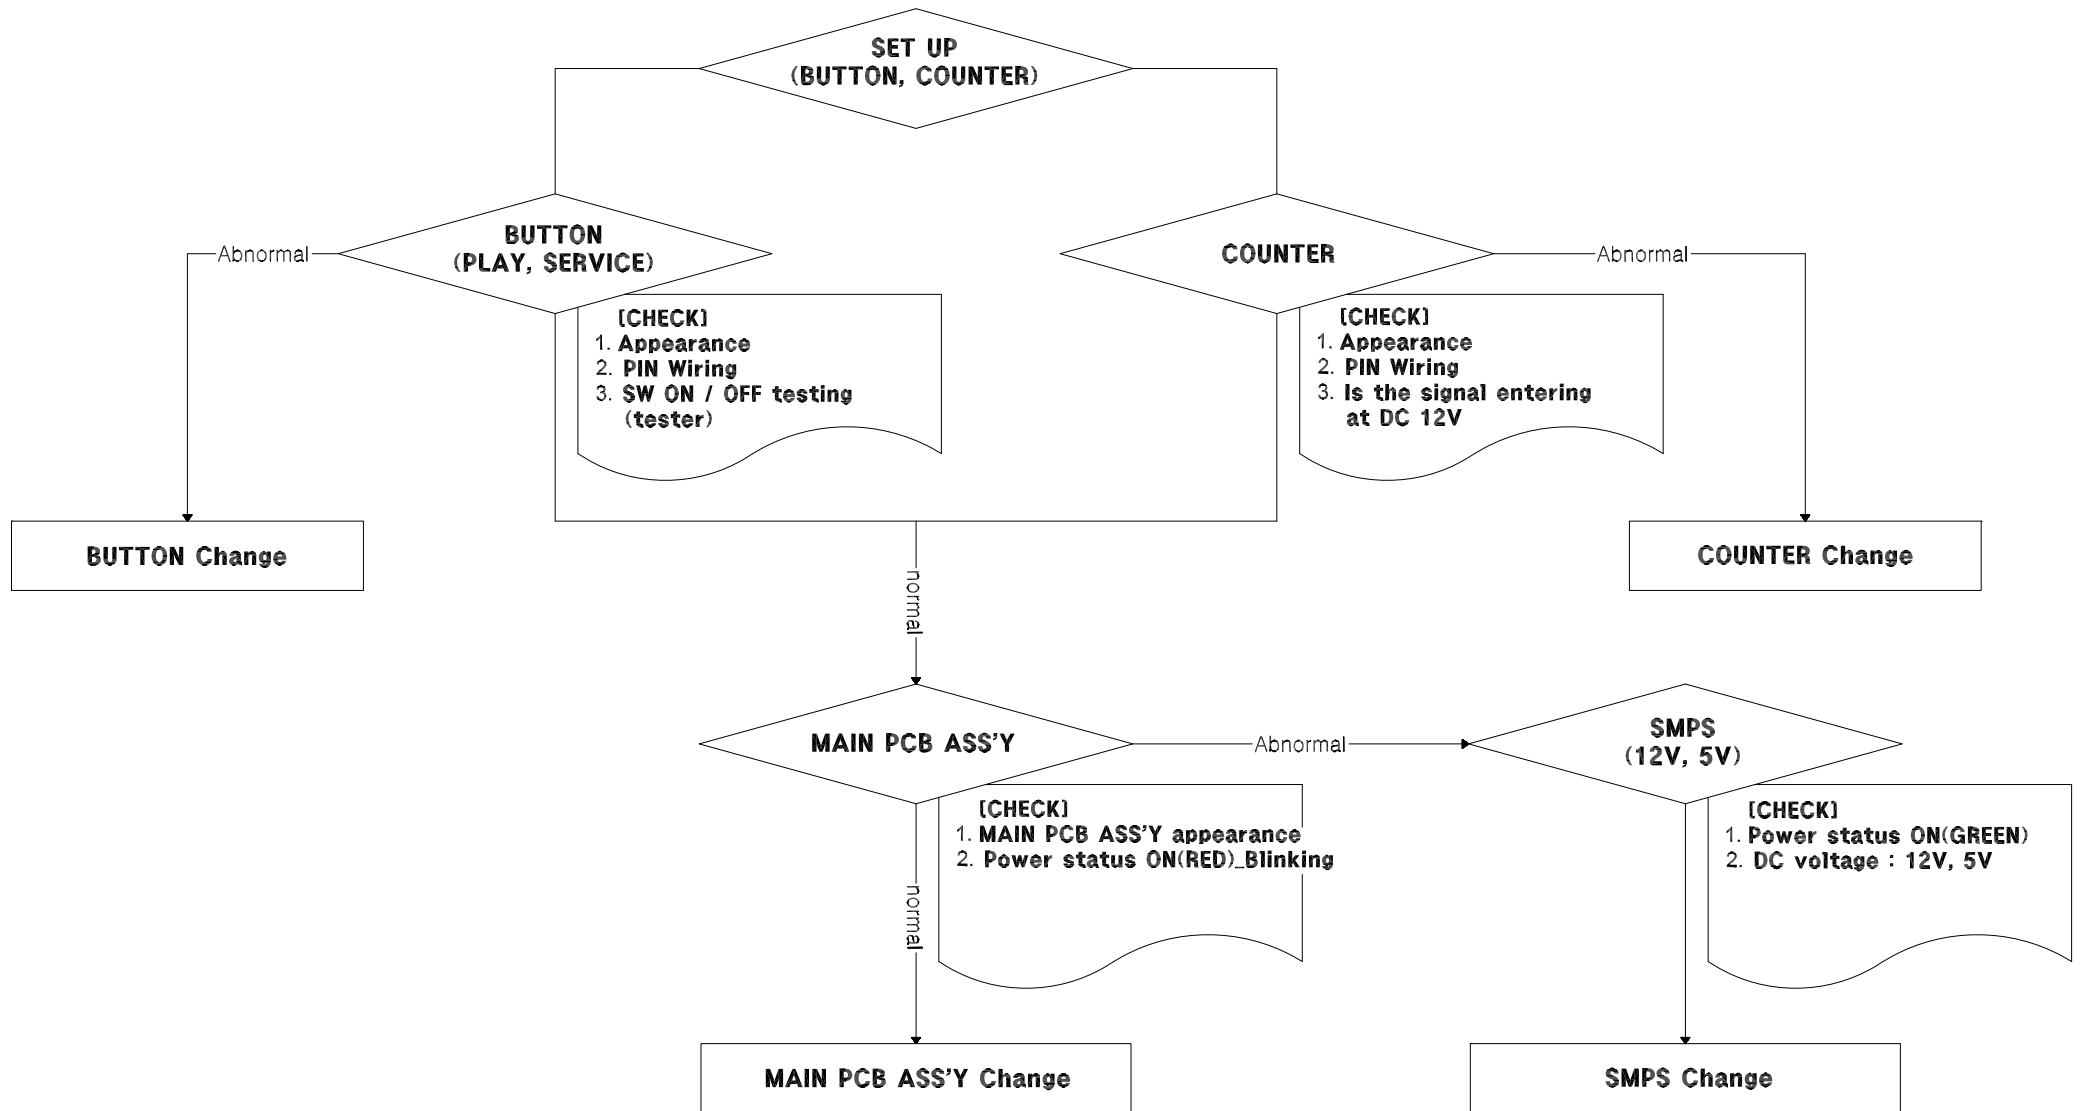 SET UP
(BUTTON, COUNTER)
BUTTON
(PLAY, SERVICE)
Abnormal
COUNTER
Abnormal
[CHECK]
1. Appearance
2. PIN Wiring
3. SW ON / OFF testing
(tester)
[CHECK]
1. Appearance
2. PIN Wiring
3. Is the signal entering
at DC 12V
BUTTON Change
COUNTER Change
normal
MAIN PCB ASS'Y
Abnormal
SMPS
(12V, 5V)
[CHECK]
1. MAIN PCB ASS'Y appearance
2. Power status ON(RED)_Blinking
[CHECK]
1. Power status ON(GREEN)
2. DC voltage : 12V, 5V
normal
MAIN PCB ASS'Y Change
SMPS Change